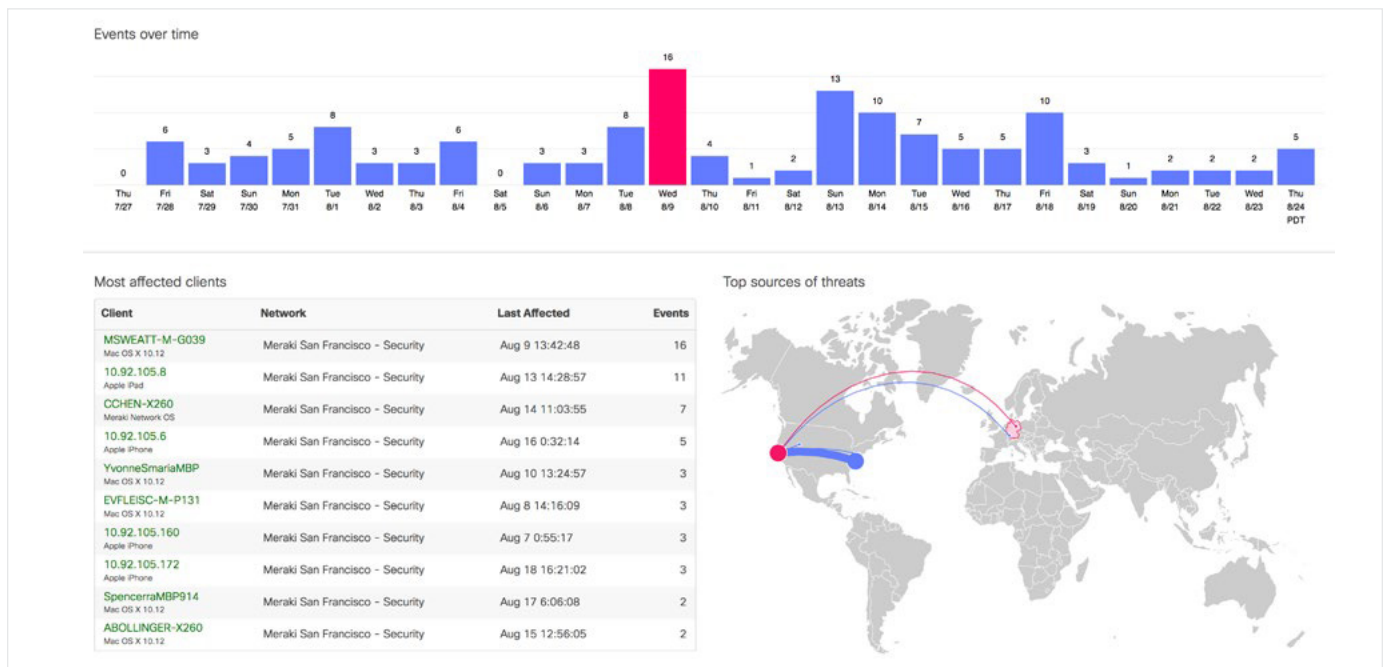 Events over time
16
13
10
10
8
8
7
6
6
5
5
5
5
4
4
3
3
3
3
3
3
2
2
2
2
1
1
0
0
Thu Fri Sat Sun Mon Tue Wed Thu Fri Sat Sun Mon Tue Wed Thu Fri Sat Sun Mon Tue Wed Thu Fri Sat Sun Mon Tue Wed Thu
7/27 7/28 7/29 7/30 7/31 8/1 8/2 8/3 8/4 8/5 8/6 8/7 8/8 8/9 8/10 8/11 8/12 8/13 8/14 8/15 8/16 8/17 8/18 8/19 8/20 8/21 8/22 8/23 8/24
PDT
Most affected clients
Top sources of threats
Client Network Last Affected Events
MSWEATT-M-G039
Mac OS X 10.12
Meraki San Francisco - Security Aug 9 13:42:48 16
10.92.105.8
Apple iPad
Meraki San Francisco - Security Aug 13 14:28:57 11
CCHEN-X260
Meraki Network OS
Meraki San Francisco - Security Aug 14 11:03:55 7
10.92.105.6
Apple iPhone
Meraki San Francisco - Security Aug 16 0:32:14 5
YvonneSmariaMBP
Mac OS X 10.12
Meraki San Francisco - Security Aug 10 13:24:57 3
EVFLEISC-M-P131
Mac OS X 10.12
Meraki San Francisco - Security Aug 8 14:16:09 3
10.92.105.160
Apple iPhone
Meraki San Francisco - Security Aug 7 0:55:17 3
10.92.105.172
Apple iPhone
Meraki San Francisco - Security Aug 18 16:21:02 3
SpencerraMBP914
Mac OS X 10.12
Meraki San Francisco - Security Aug 17 6:06:08 2
ABOLLINGER-X260
Mac OS X 10.12
Meraki San Francisco - Security Aug 15 12:56:05 2